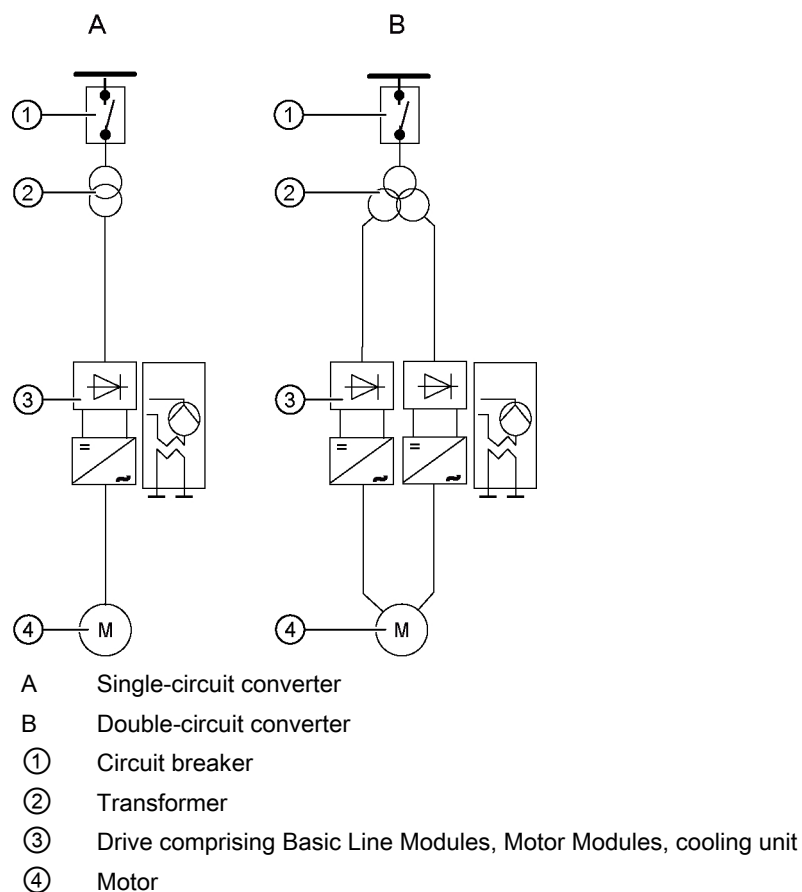 A B
① ①
② ②
③ ③
= = =
④ M ④ M
A Single-circuit converter
B Double-circuit converter
① Circuit breaker
② Transformer
③ Drive comprising Basic Line Modules, Motor Modules, cooling unit
④ Motor